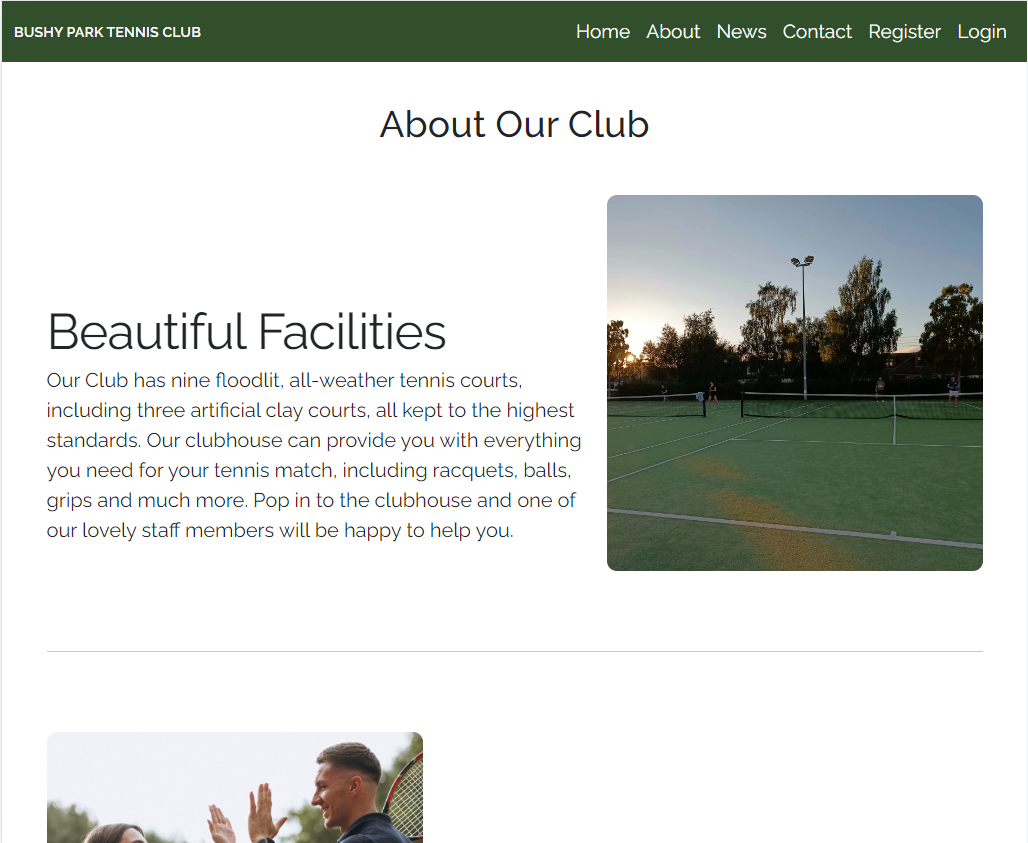 BUSHY PARK TENNIS CLUB
Home About News Contact Register Login
About Our Club
Beautiful Facilities
Our Club has nine floodlit, all-weather tennis courts,
including three artificial clay courts, all kept to the highest
standards. Our clubhouse can provide you with everything
you need for your tennis match, including racquets, balls,
grips and much more. Pop in to the clubhouse and one of
our lovely staff members will be happy to help you.